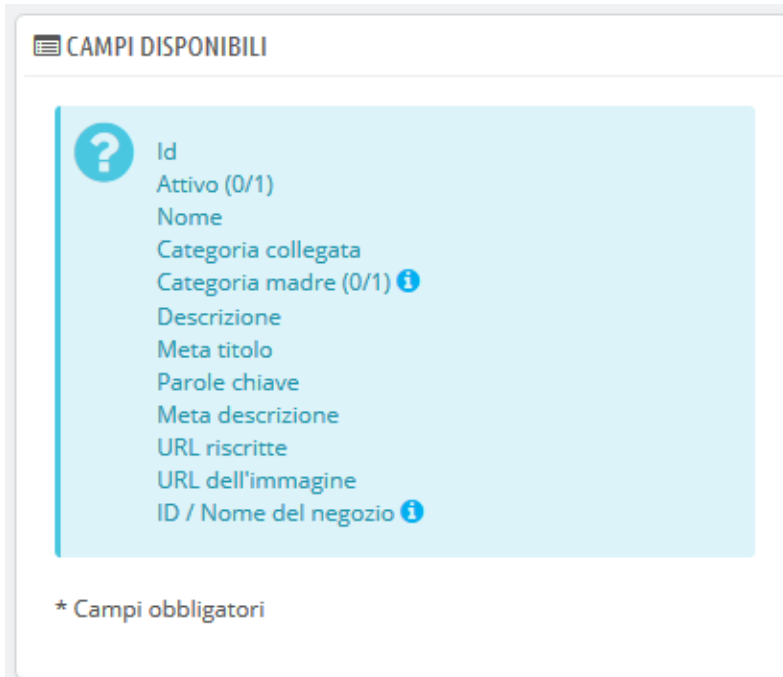 CAMPI DISPONIBILI
Id
Attivo (0/1)
Nome
Categoria collegata
Categoria madre (0/1)
Descrizione
Meta titolo
Parole chiave
Meta descrizione
URL riscritte
URL dell'immagine
ID / Nome del negozio
* Campi obbligatori